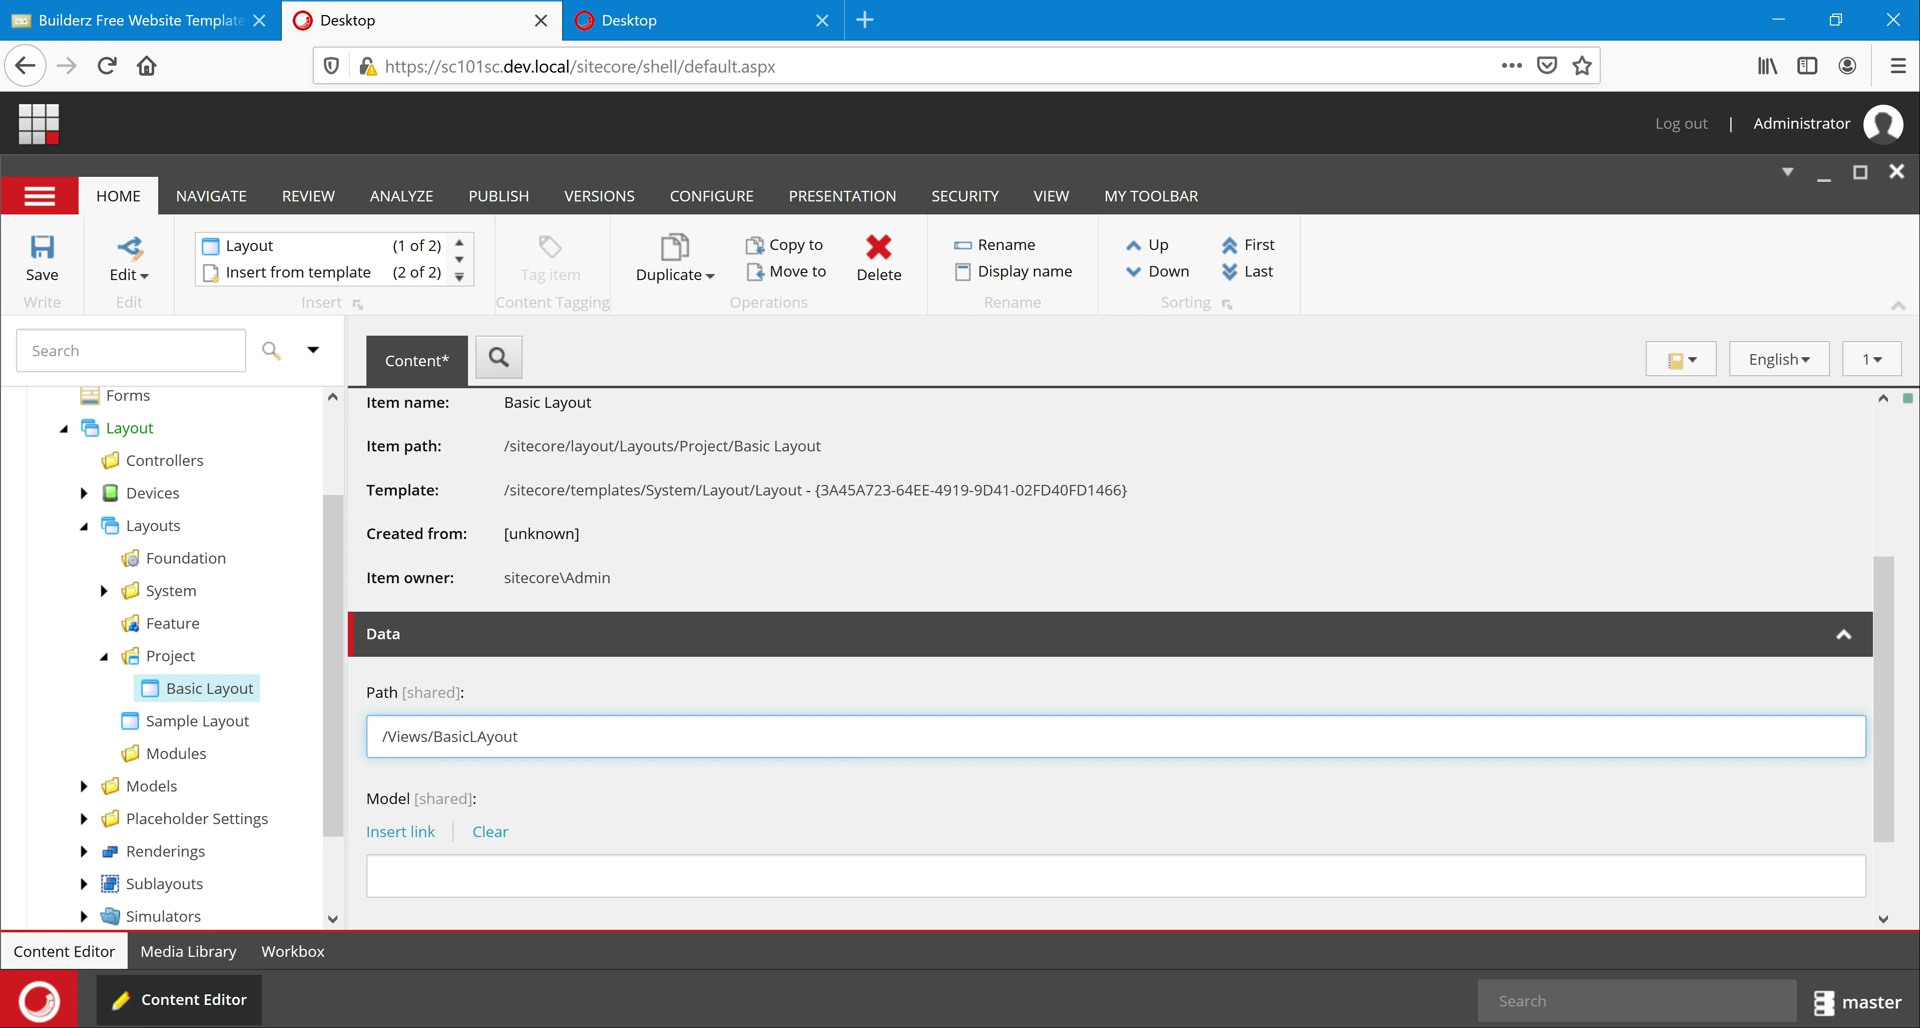 Builderz Free Website Template
Desktop
Desktop
https://sc101sc.dev.local/sitecore/shell/default.aspx
Log out | Administrator
HOME NAVIGATE REVIEW ANALYZE PUBLISH VERSIONS CONFIGURE PRESENTATION SECURITY VIEW MY TOOLBAR
Layout (1 of 2)
Insert from template (2 of 2)
Save
Edit
Tag item
Duplicate
Copy to
Move to
Delete
Rename
Display name
Up
Down
First
Last
Write
Edit
Insert
Content Tagging
Operations
Rename
Sorting
Search
Content*
English
1
Forms
Layout
Controllers
Devices
Layouts
Foundation
System
Feature
Project
Basic Layout
Sample Layout
Modules
Models
Placeholder Settings
Renderings
Sublayouts
Simulators
Item name: Basic Layout
Item path: /sitecore/layout/Layouts/Project/Basic Layout
Template: /sitecore/templates/System/Layout/Layout - {3A45A723-64EE-4919-9D41-02FD40FD1466}
Created from: [unknown]
Item owner: sitecore\Admin
Data
Path [shared]:
/Views/BasicLAyout
Model [shared]:
Insert link
Clear
Content Editor
Media Library
Workbox
Content Editor
Search
master